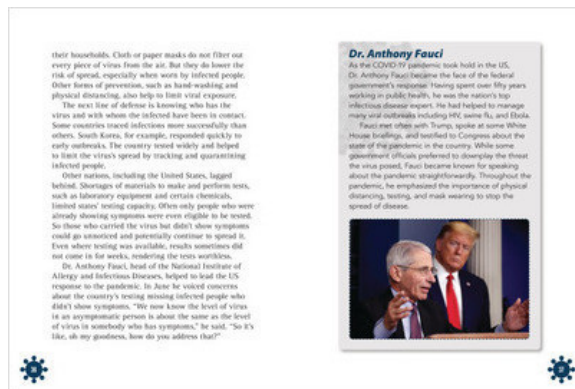 their households. Cloth or paper masks do not filter out
every piece of virus from the air. But they do lower the
risk of spread, especially when worn by infected people.
Other forms of prevention, such as hand-washing and
physical distancing, also help to limit viral exposure.
The next line of defense is knowing who has the
virus and with whom the infected have been in contact.
Some countries traced infections more successfully than
others. South Korea, for example, responded quickly to
early outbreaks. The country tested widely and helped
to limit the virus's spread by tracking and quarantining
infected people.
Other nations, including the United States, lagged
behind. Shortages of materials to make and perform tests,
such as laboratory equipment and certain chemicals,
limited states' testing capacity. Often only people who were
already showing symptoms were even eligible to be tested.
So those who carried the virus but didn't show symptoms
could go unnoticed and potentially continue to spread it.
Even where testing was available, results sometimes did
not come in for weeks, rendering the tests worthless.
Dr. Anthony Fauci, head of the National Institute of
Allergy and Infectious Diseases, helped to lead the US
response to the pandemic. In June he voiced concerns
about the country's testing missing infected people who
didn't show symptoms. "We now know the level of virus
in an asymptomatic person is about the same as the level
of virus in somebody who has symptoms," he said. "So it's
like, oh my goodness, how do you address that?"
Dr. Anthony Fauci
As the COVID-19 pandemic took hold in the US,
Dr. Anthony Fauci became the face of the federal
government's response. Having spent over fifty years
working in public health, he was the nation's top
infectious disease expert. He had helped to manage
many viral outbreaks including HIV, swine flu, and Ebola.
Fauci met often with Trump, spoke at some White
House briefings, and testified to Congress about the
state of the pandemic in the country. While some
government officials preferred to downplay the threat
the virus posed, Fauci became known for speaking
about the pandemic straightforwardly. Throughout the
pandemic, he emphasized the importance of physical
distancing, testing, and mask wearing to stop the
spread of disease.